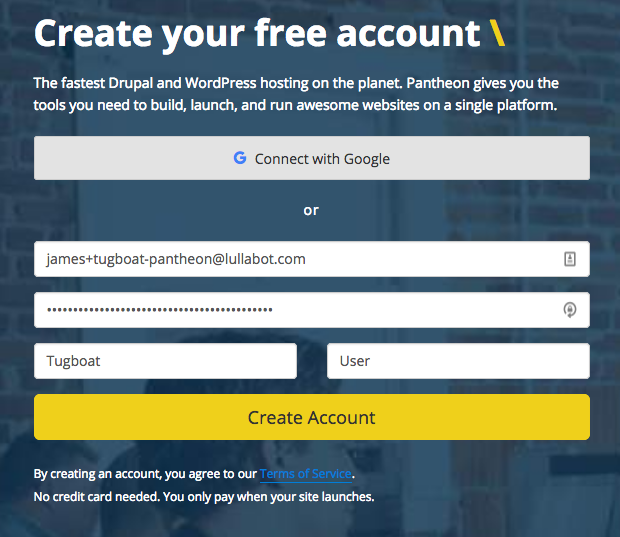 Create your free account \
The fastest Drupal and WordPress hosting on the planet. Pantheon gives you the
tools you need to build, launch, and run awesome websites on a single platform.
G Connect with Google
or
james+tugboat-pantheon@lullabot.com
••••••••••••••••••••••••••••••••••••••••••
Tugboat
User
Create Account
By creating an account, you agree to our Terms of Service.
No credit card needed. You only pay when your site launches.